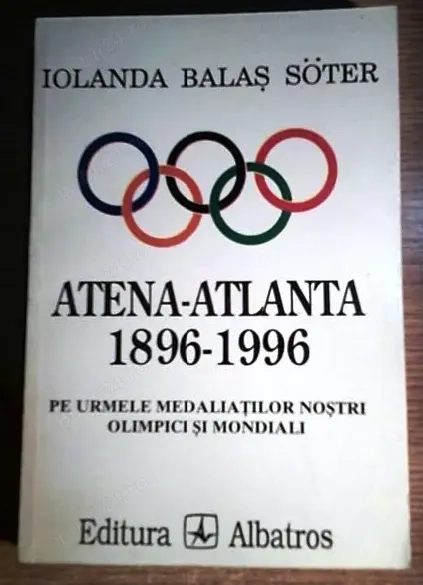 IOLANDA BALAȘ SÖTER
ATENA-ATLANTA
1896-1996
PE URMELE MEDALIAȚILOR NOȘTRI
OLIMPICI ȘI MONDIALI
Editura Albatros